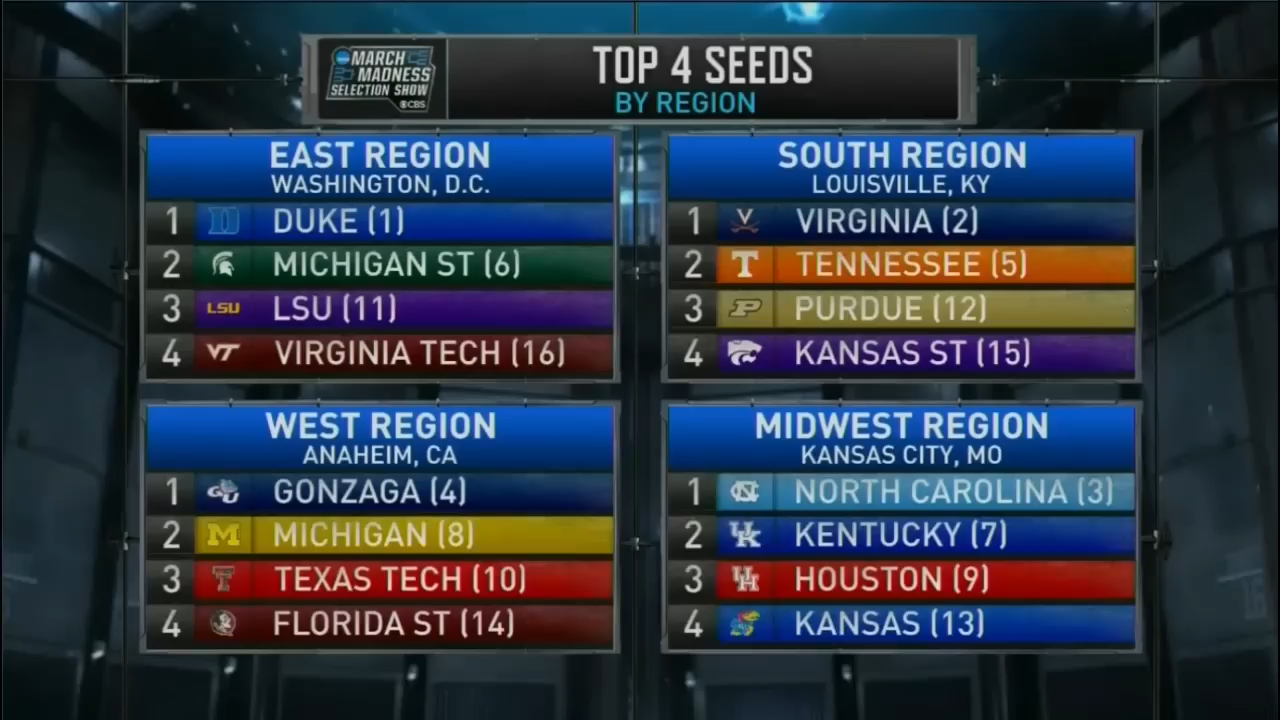 MARCH
MADNESS
SELECTION SHOW
CBS
TOP 4 SEEDS
BY REGION
EAST REGION
WASHINGTON, D.C.
1 D DUKE (1)
2 MICHIGAN ST (6)
3 LSU LSU (11)
4 VT VIRGINIA TECH (16)
SOUTH REGION
LOUISVILLE, KY
1 V VIRGINIA (2)
2 T TENNESSEE (5)
3 P PURDUE (12)
4 KANSAS ST (15)
WEST REGION
ANAHEIM, CA
1 GU GONZAGA (4)
2 M MICHIGAN (8)
3 T TEXAS TECH (10)
4 FLORIDA ST (14)
MIDWEST REGION
KANSAS CITY, MO
1 NC NORTH CAROLINA (3)
2 UK KENTUCKY (7)
3 UH HOUSTON (9)
4 KANSAS (13)